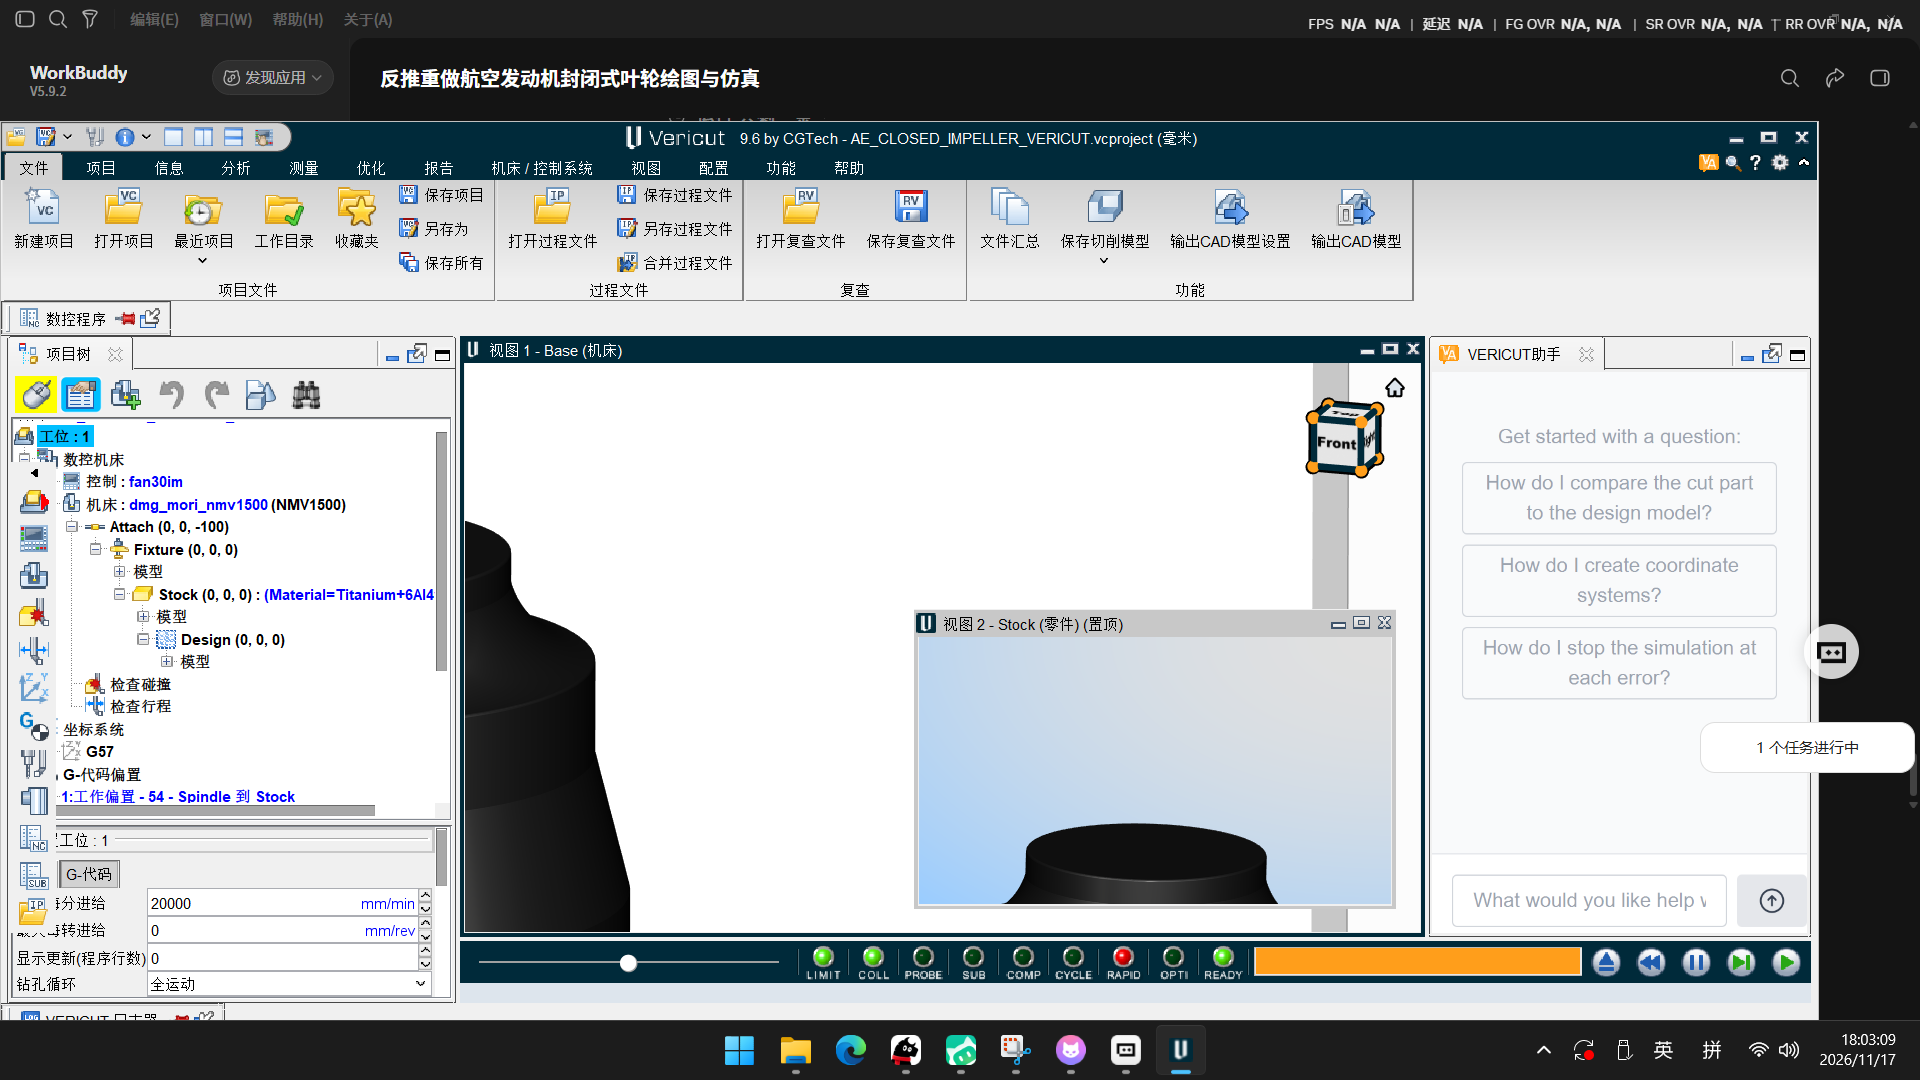 编辑(E) 窗口(W) 帮助(H) 关于(A)
FPS N/A N/A | 延迟 N/A | FG OVR N/A, N/A | SR OVR N/A, N/A | RR OVR N/A, N/A
WorkBuddy
V5.9.2
发现应用
反推重做航空发动机封闭式叶轮绘图与仿真
Vericut 9.6 by CGTech - AE_CLOSED_IMPELLER_VERICUT.vcproject (毫米)
文件 项目 信息 分析 测量 优化 报告 机床 / 控制系统 视图 配置 功能 帮助
新建项目 打开项目 最近项目 工作目录 收藏夹
保存项目
另存为
保存所有
项目文件
打开过程文件
保存过程文件
另存过程文件
合并过程文件
过程文件
打开复查文件 保存复查文件
复查
文件汇总 保存切削模型 输出CAD模型设置 输出CAD模型
功能
数控程序
项目树
工位 : 1
数控机床
控制 : fan30im
机床 : dmg_mori_nmv1500 (NMV1500)
Attach (0, 0, -100)
Fixture (0, 0, 0)
模型
Stock (0, 0, 0) : (Material=Titanium+6Al4
模型
Design (0, 0, 0)
模型
检查碰撞
检查行程
坐标系统
G57
G-代码偏置
1:工作偏置 - 54 - Spindle 到 Stock
工位 : 1
G-代码
分进给 20000 mm/min
每转进给 0 mm/rev
显示更新(程序行数) 0
钻孔循环 全运动
VERICUT 日志器
视图 1 - Base (机床)
Top
Front
Right
视图 2 - Stock (零件) (置顶)
LIMIT COLL PROBE SUB COMP CYCLE RAPID OPTI READY
VERICUT助手
Get started with a question:
How do I compare the cut part
to the design model?
How do I create coordinate
systems?
How do I stop the simulation at
each error?
What would you like help w
1 个任务进行中
英 拼
18:03:09
2026/11/17